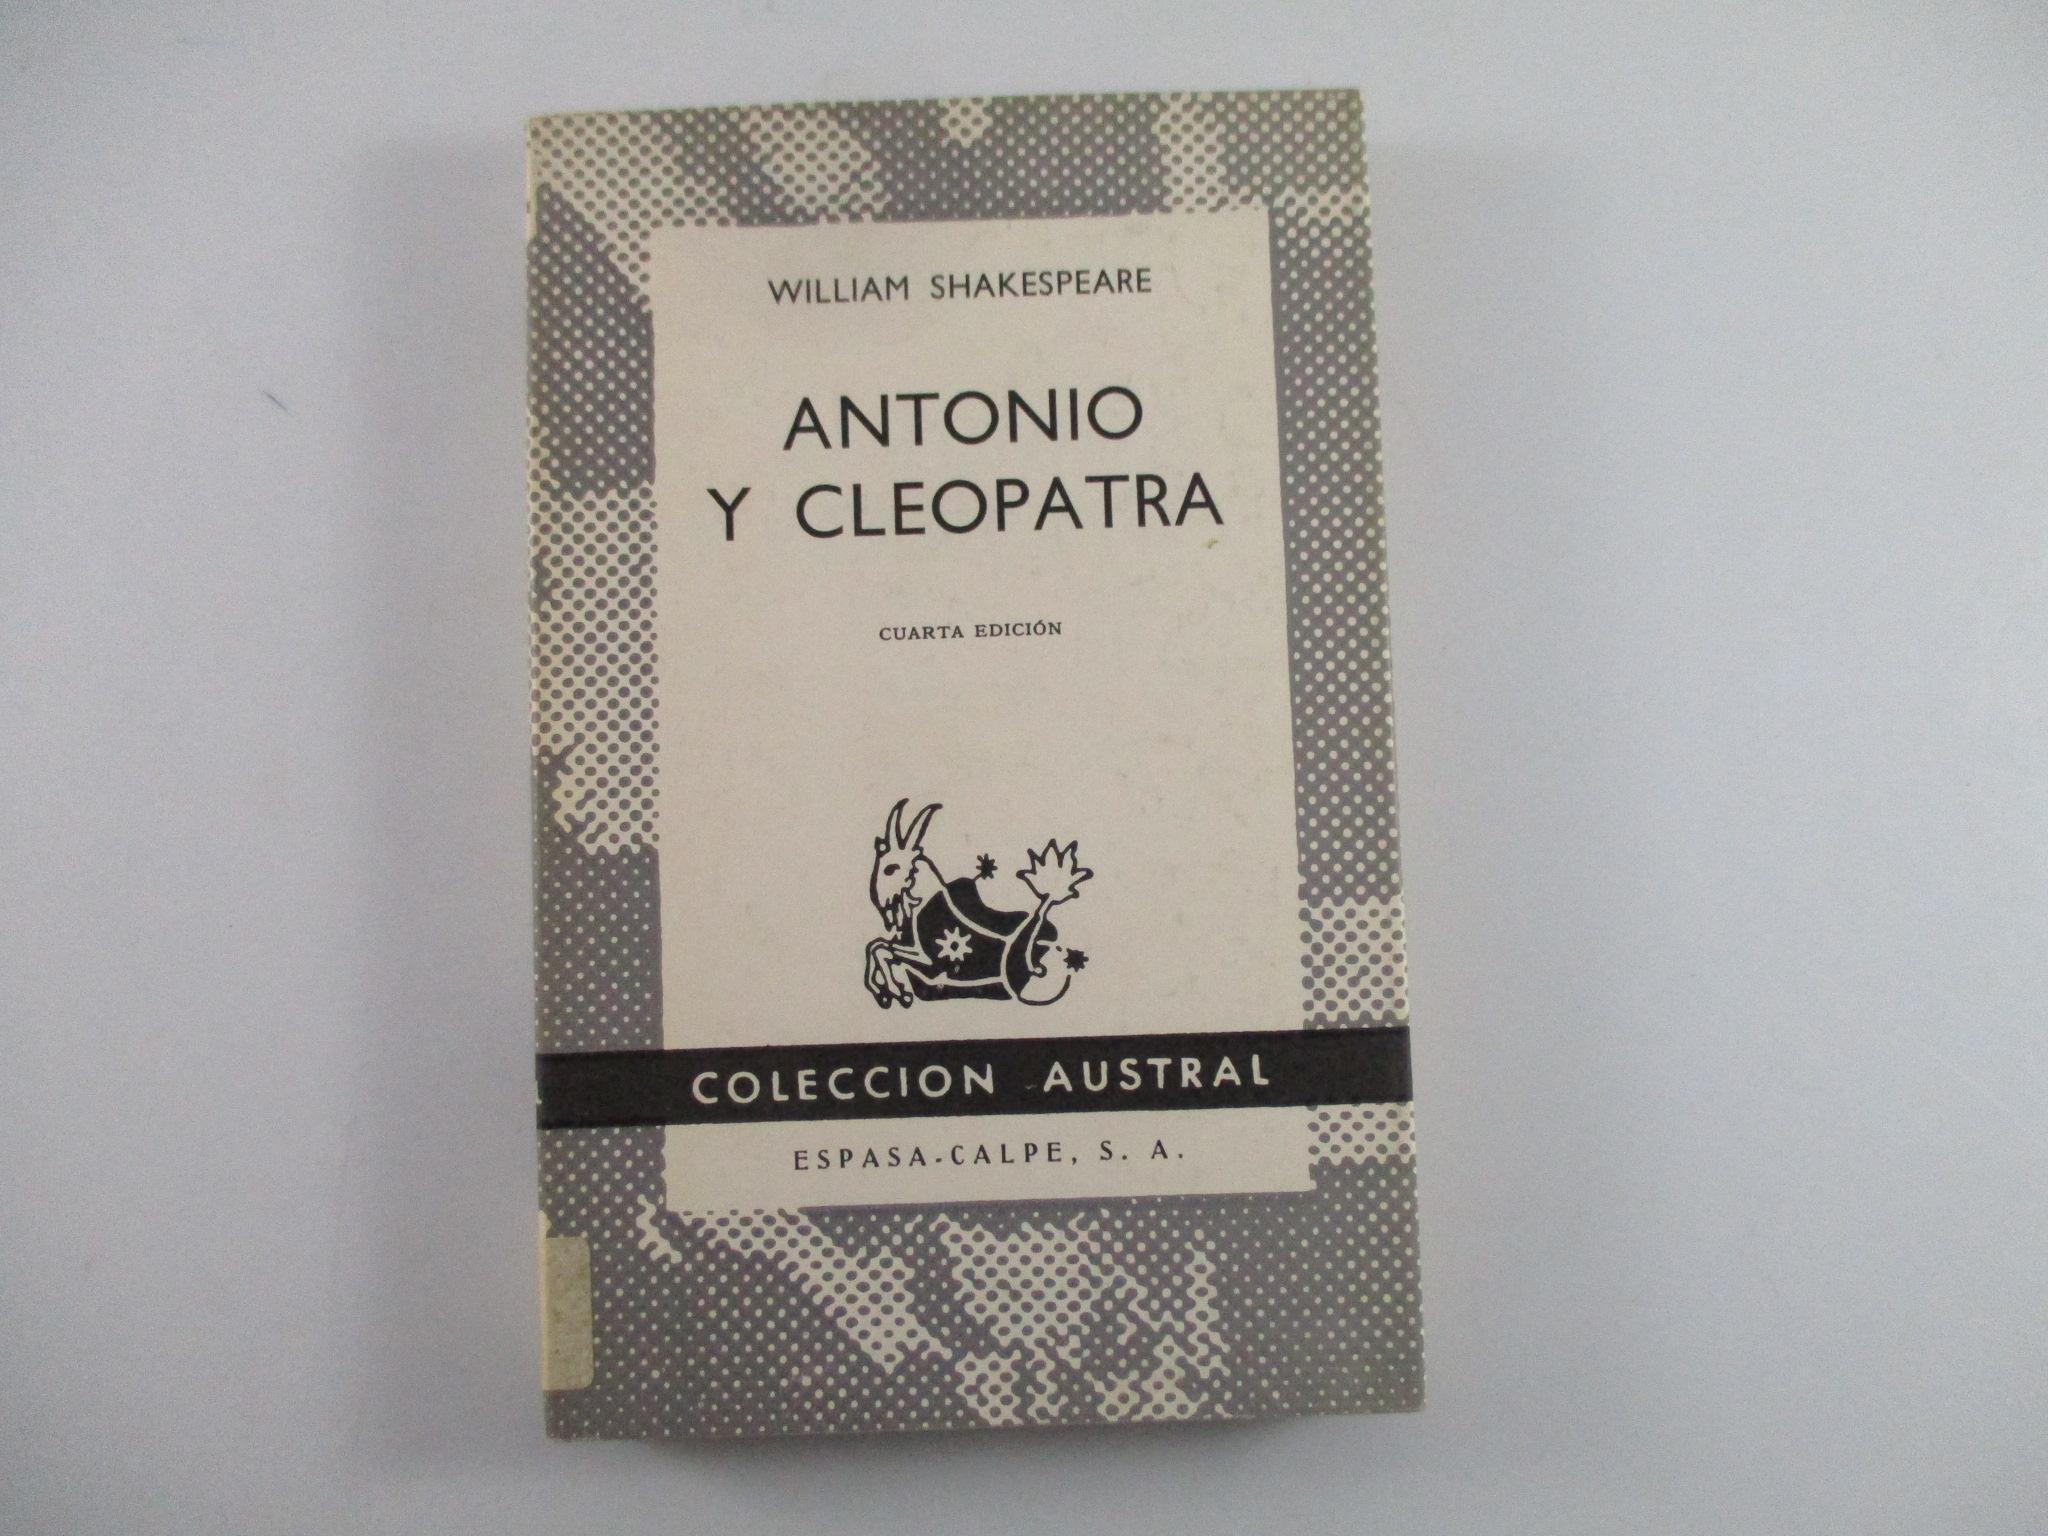 WILLIAM SHAKESPEARE
ANTONIO
Y CLEOPATRA
CUARTA EDICIÓN
COLECCION AUSTRAL
ESPASA-CALPE, S. A.